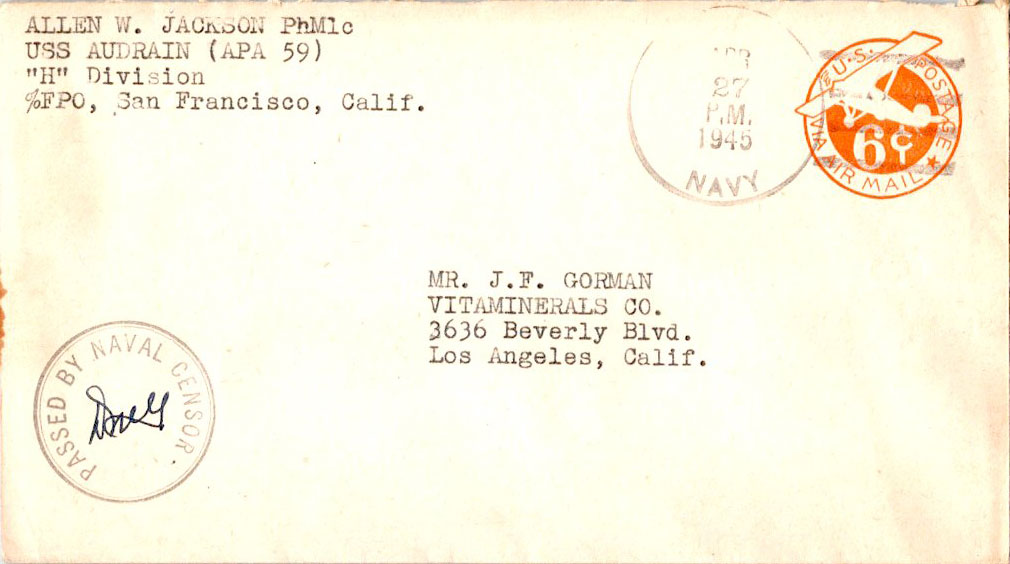 ALLEN W. JACKSON PhM1c
USS AUDRAIN (APA 59)
"H" Division
%FPO, San Francisco, Calif.
APR
27
P.M.
1945
NAVY
U.S. POSTAGE
VIA AIR MAIL
6¢
MR. J.F. GORMAN
VITAMINERALS CO.
3636 Beverly Blvd.
Los Angeles, Calif.
PASSED BY NAVAL CENSOR